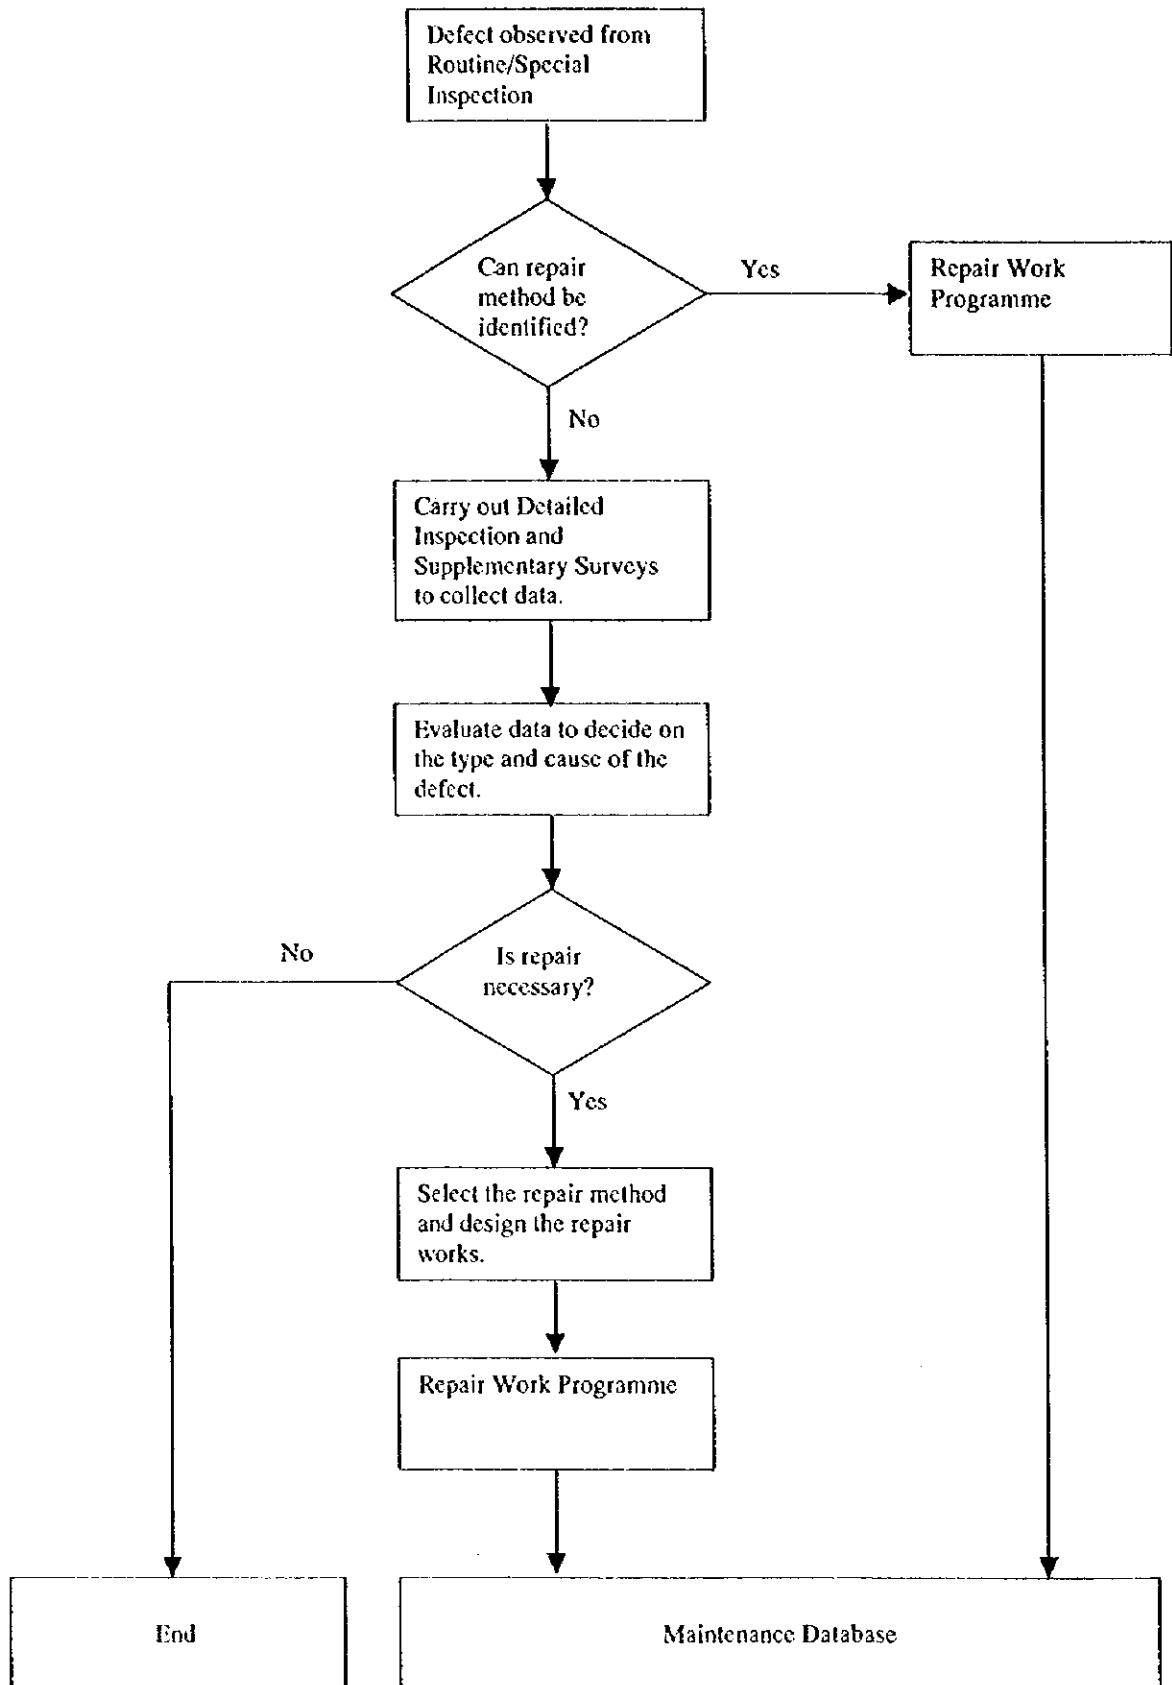 Defect observed from
Routine/Special
Inspection
Can repair
method be
identified?
Yes
Repair Work
Programme
No
Carry out Detailed
Inspection and
Supplementary Surveys
to collect data.
Evaluate data to decide on
the type and cause of the
defect.
No
Is repair
necessary?
Yes
Select the repair method
and design the repair
works.
Repair Work Programme
End
Maintenance Database